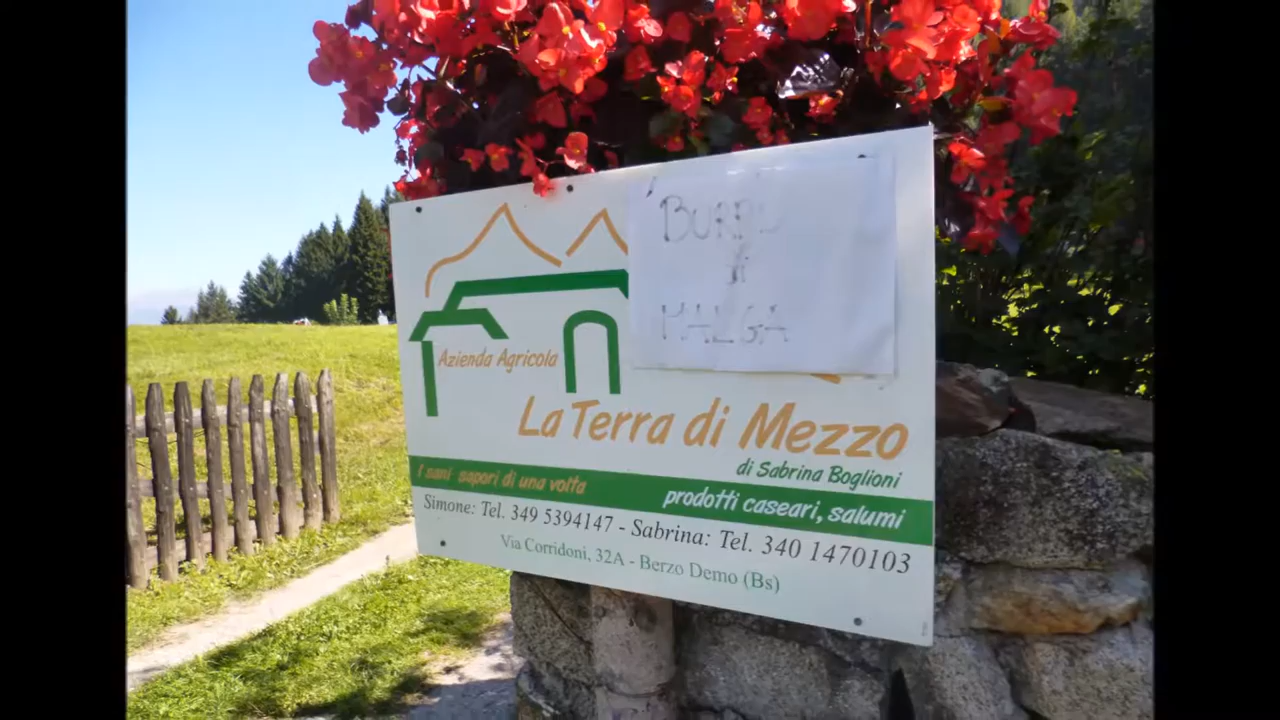 BURRO
di
MALGA
Azienda Agricola
La Terra di Mezzo
di Sabrina Boglioni
I sani sapori di una volta
prodotti caseari, salumi
Simone: Tel. 349 5394147 - Sabrina: Tel. 340 1470103
Via Corridoni, 32A - Berzo Demo (Bs)